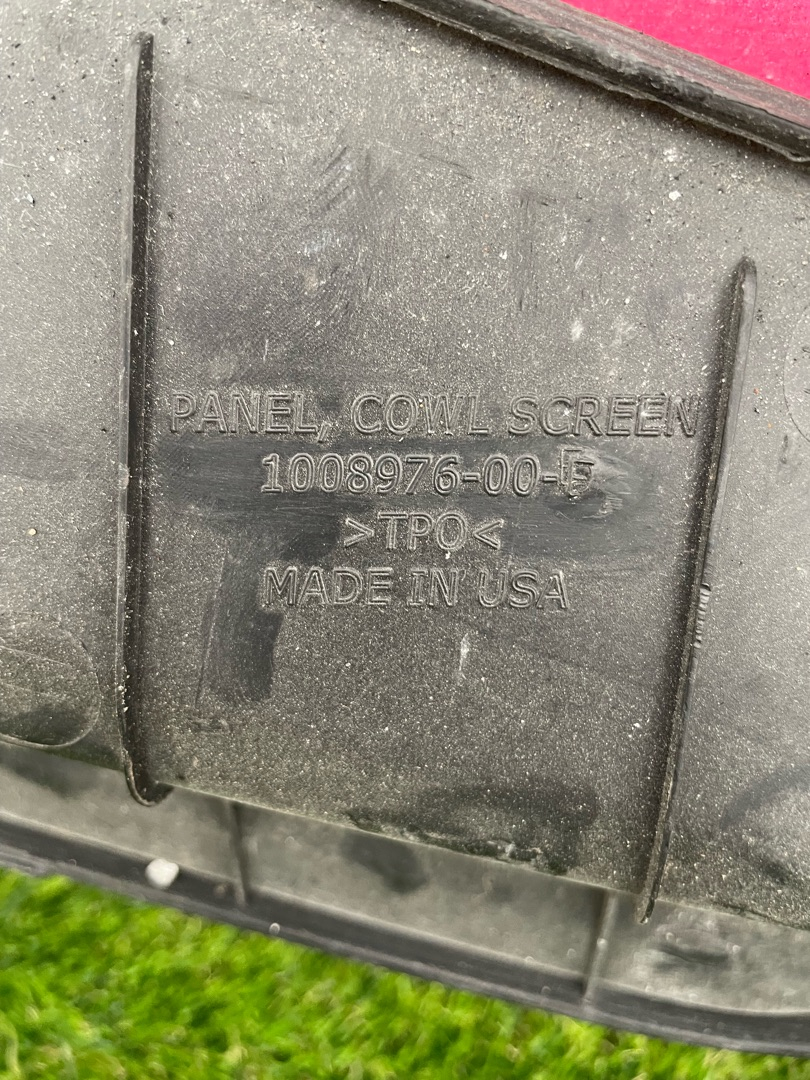 PANEL, COWL SCREEN
1008976-00-F
>TPO<
MADE IN USA